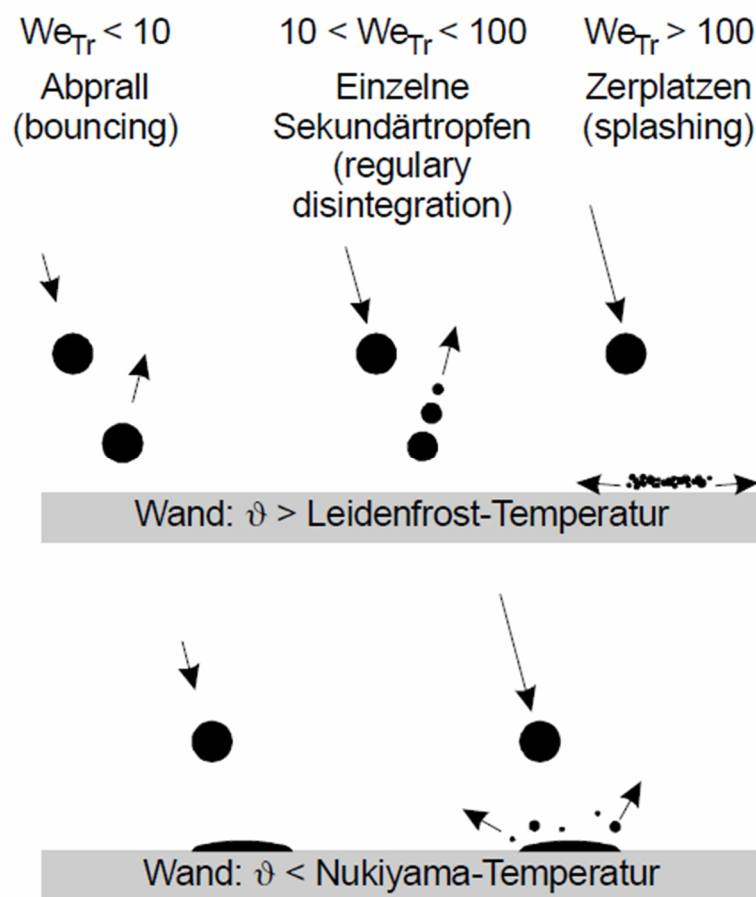 We_Tr < 10
10 < We_Tr < 100
We_Tr > 100
Abprall
(bouncing)
Einzelne
Sekundärtropfen
(regulary
disintegration)
Zerplatzen
(splashing)
Wand: ϑ > Leidenfrost-Temperatur
Wand: ϑ < Nukiyama-Temperatur